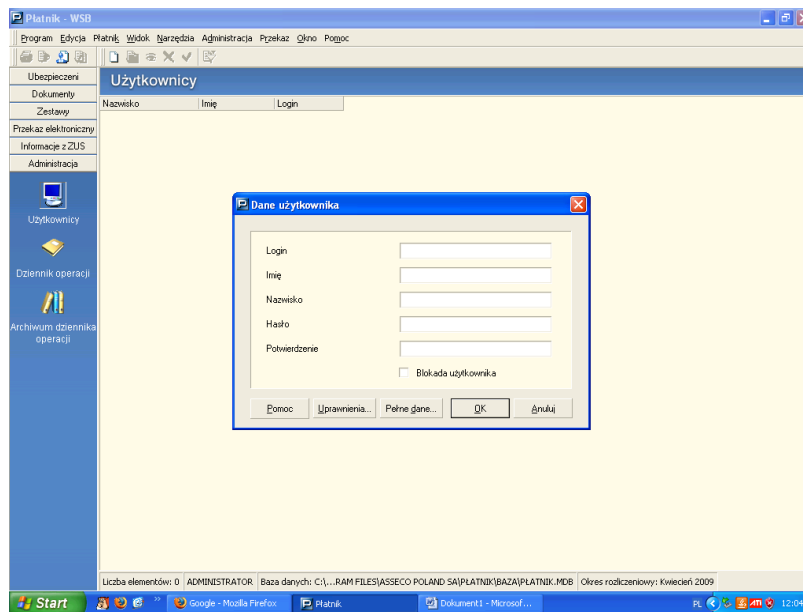 Płatnik - WSB
Program Edycja Płatnik Widok Narzędzia Administracja Przekaz Okno Pomoc
Ubezpieczeni
Dokumenty
Zestawy
Przekaz elektroniczny
Informacje z ZUS
Administracja
Użytkownicy
Dziennik operacji
Archiwum dziennika
operacji
Użytkownicy
Nazwisko Imię Login
Dane użytkownika
Login
Imię
Nazwisko
Hasło
Potwierdzenie
Blokada użytkownika
Pomoc Uprawnienia... Pełne dane... OK Anuluj
Liczba elementów: 0 ADMINISTRATOR Baza danych: C:\...RAM FILES\ASSECO POLAND SA\PŁATNIK\BAZA\PŁATNIK.MDB Okres rozliczeniowy: Kwiecień 2009
Start Google - Mozilla Firefox Płatnik Dokument1 - Microsof... PL 12:04